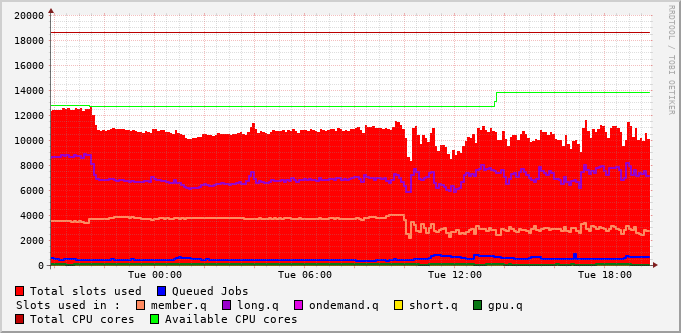 20000
18000
16000
14000
12000
10000
8000
6000
4000
2000
0
Tue 00:00 Tue 06:00 Tue 12:00 Tue 18:00
Total slots used Queued Jobs
Slots used in : member.q long.q ondemand.q short.q gpu.q
Total CPU cores Available CPU cores
RRDTOOL / TOBI OETIKER